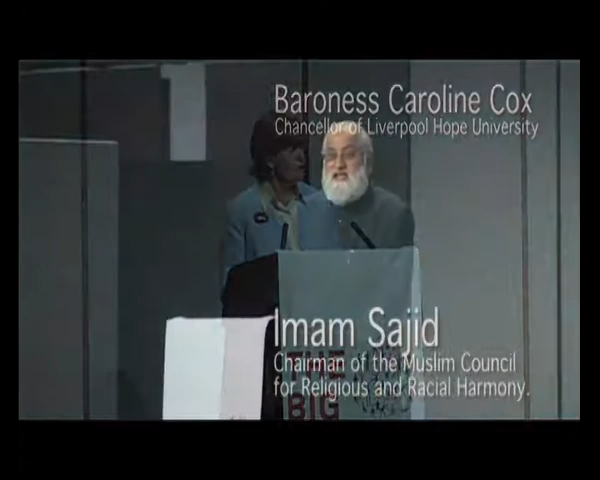 Baroness Caroline Cox
Chancellor of Liverpool Hope University
Imam Sajid
Chairman of the Muslim Council
for Religious and Racial Harmony.
THE
BIG